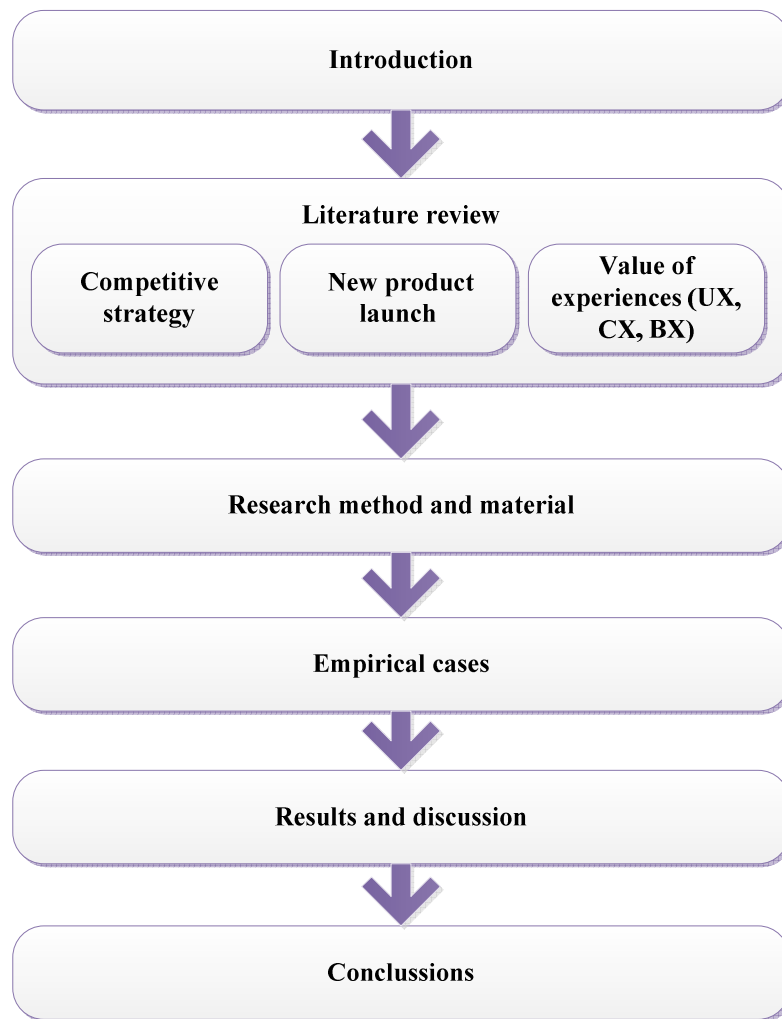 Introduction
Literature review
Competitive
strategy
New product
launch
Value of
experiences (UX,
CX, BX)
Research method and material
Empirical cases
Results and discussion
Conclussions